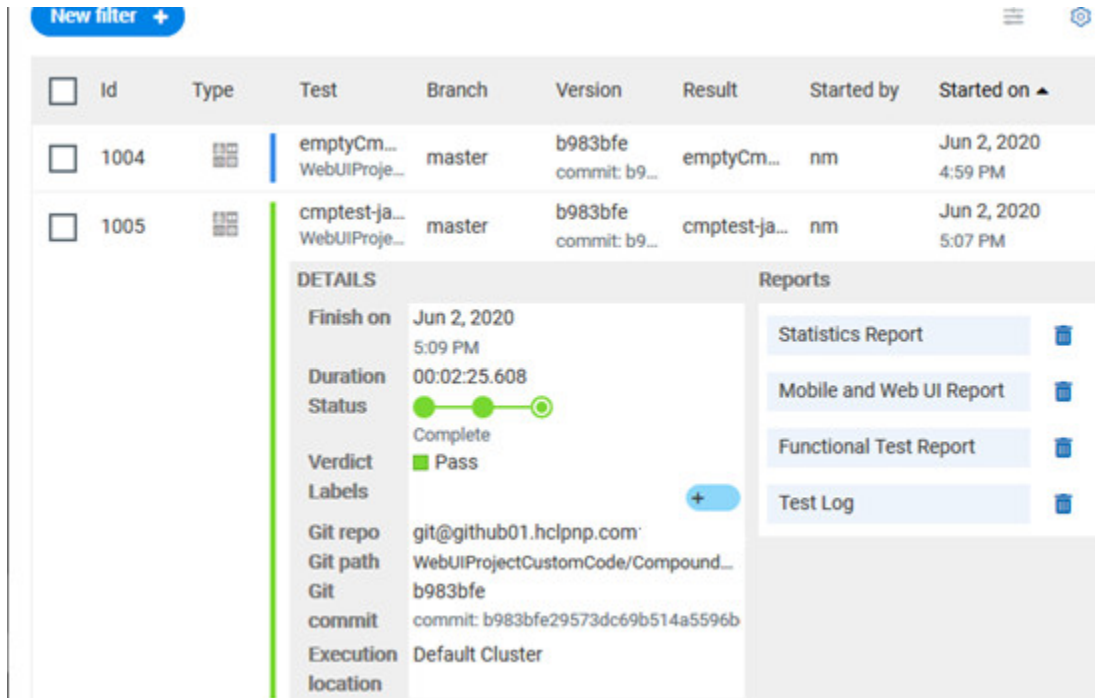 New filter +
Id Type Test Branch Version Result Started by Started on
1004 emptyCm... master b983bfe emptyCm... nm Jun 2, 2020
WebUIProje... commit: b9... 4:59 PM
1005 cmptest-ja... master b983bfe cmptest-ja... nm Jun 2, 2020
WebUIProje... commit: b9... 5:07 PM
DETAILS Reports
Finish on Jun 2, 2020
5:09 PM
Statistics Report
Duration 00:02:25.608
Mobile and Web UI Report
Status
Complete
Functional Test Report
Verdict Pass
Labels +
Test Log
Git repo git@github01.hclpnp.com
Git path WebUIProjectCustomCode/Compound...
Git b983bfe
commit commit: b983bfe29573dc69b514a5596b
Execution Default Cluster
location